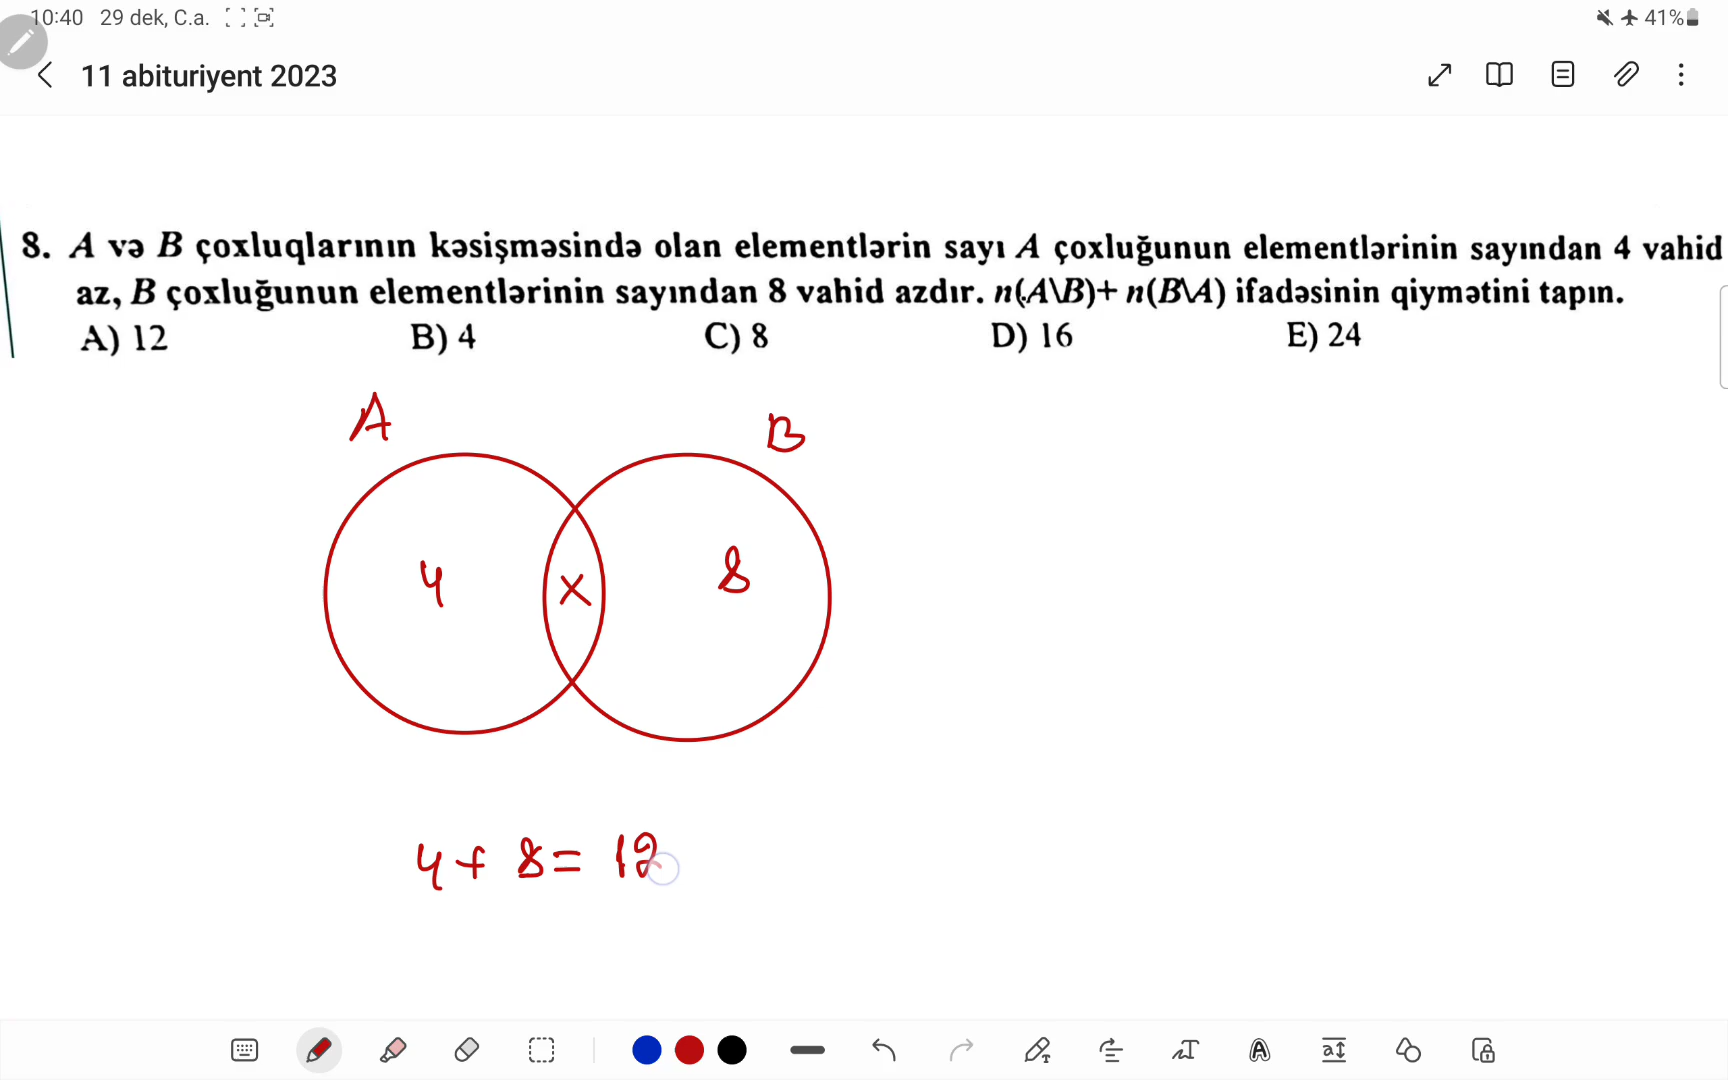 10:40 29 dek, C.a. 41%
11 abituriyent 2023
8. A və B çoxluqlarının kəsişməsində olan elementlərin sayı A çoxluğunun elementlərinin sayından 4 vahid
az, B çoxluğunun elementlərinin sayından 8 vahid azdır. n(A\B)+ n(B\A) ifadəsinin qiymətini tapın.
A) 12 B) 4 C) 8 D) 16 E) 24
A B
4 x 8
4 + 8 = 12